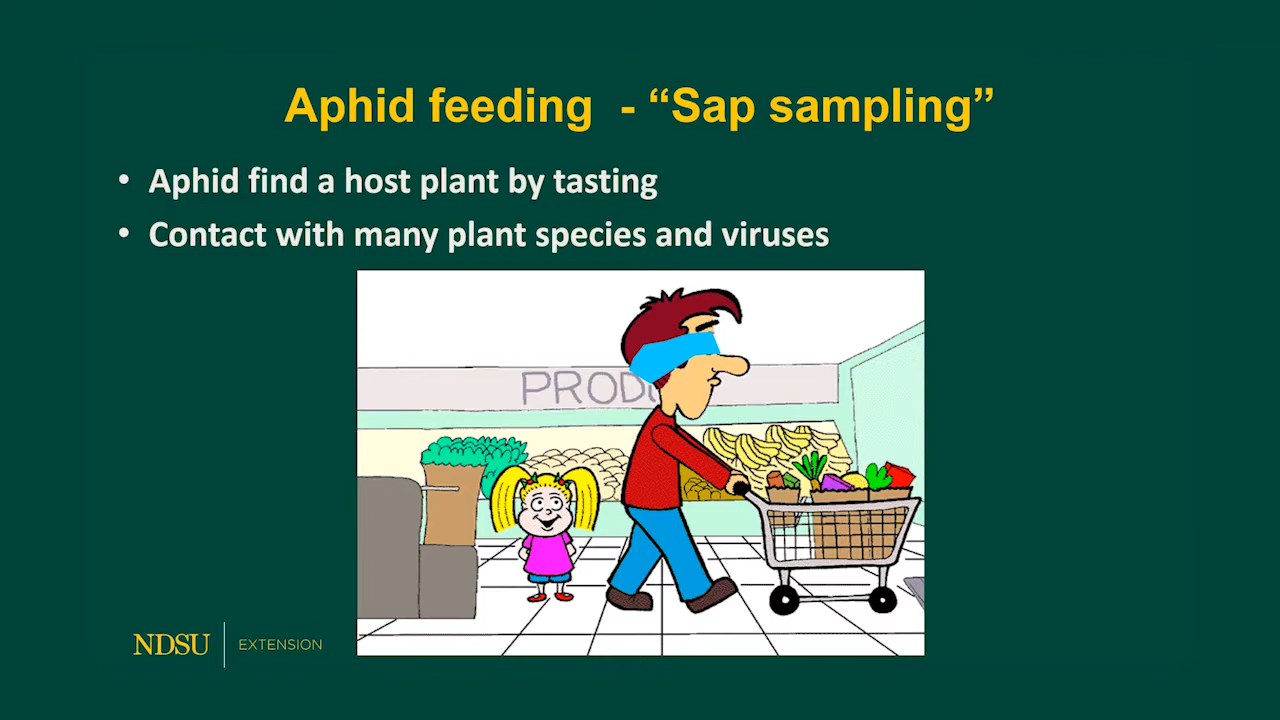 Aphid feeding - “Sap sampling”
• Aphid find a host plant by tasting
• Contact with many plant species and viruses
PRODU
NDSU EXTENSION